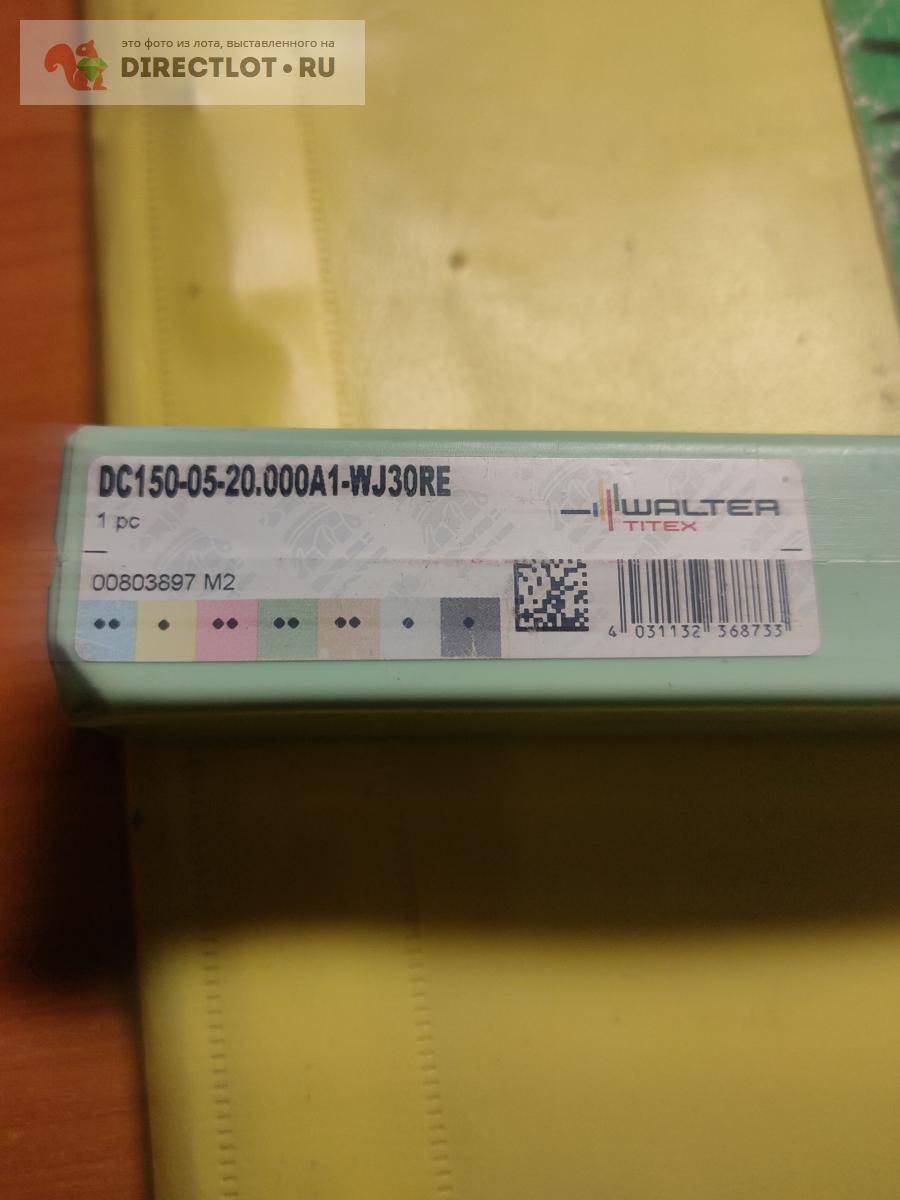 это фото из лота, выставленного на
DIRECTLOT•RU
DC150-05-20.000A1-WJ30RE
1 pc
WALTER
TITEX
00803897 M2
4 031132 368733